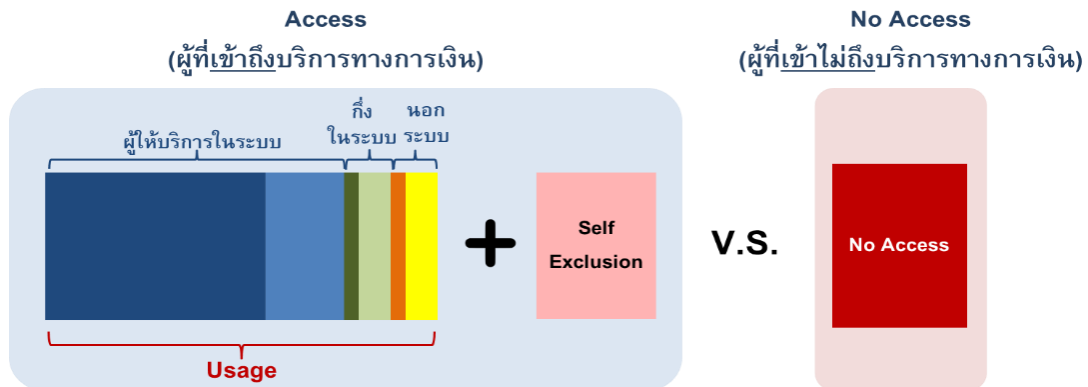 Access
(ผู้ที่เข้าถึงบริการทางการเงิน)
No Access
(ผู้ที่เข้าไม่ถึงบริการทางการเงิน)
ผู้ให้บริการในระบบ
กึ่ง
ในระบบ
นอก
ระบบ
Self
Exclusion
V.S.
No Access
Usage